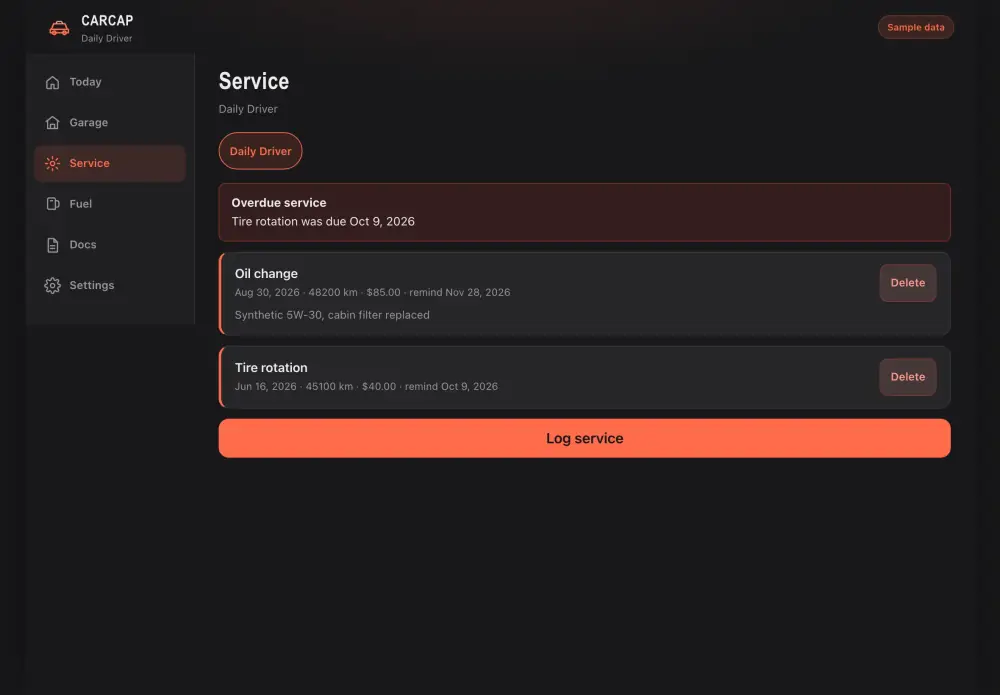 CARCAP
Daily Driver
Sample data
Today
Garage
Service
Fuel
Docs
Settings
Service
Daily Driver
Daily Driver
Overdue service
Tire rotation was due Oct 9, 2026
Oil change
Aug 30, 2026 · 48200 km · $85.00 · remind Nov 28, 2026
Synthetic 5W-30, cabin filter replaced
Delete
Tire rotation
Jun 16, 2026 · 45100 km · $40.00 · remind Oct 9, 2026
Delete
Log service